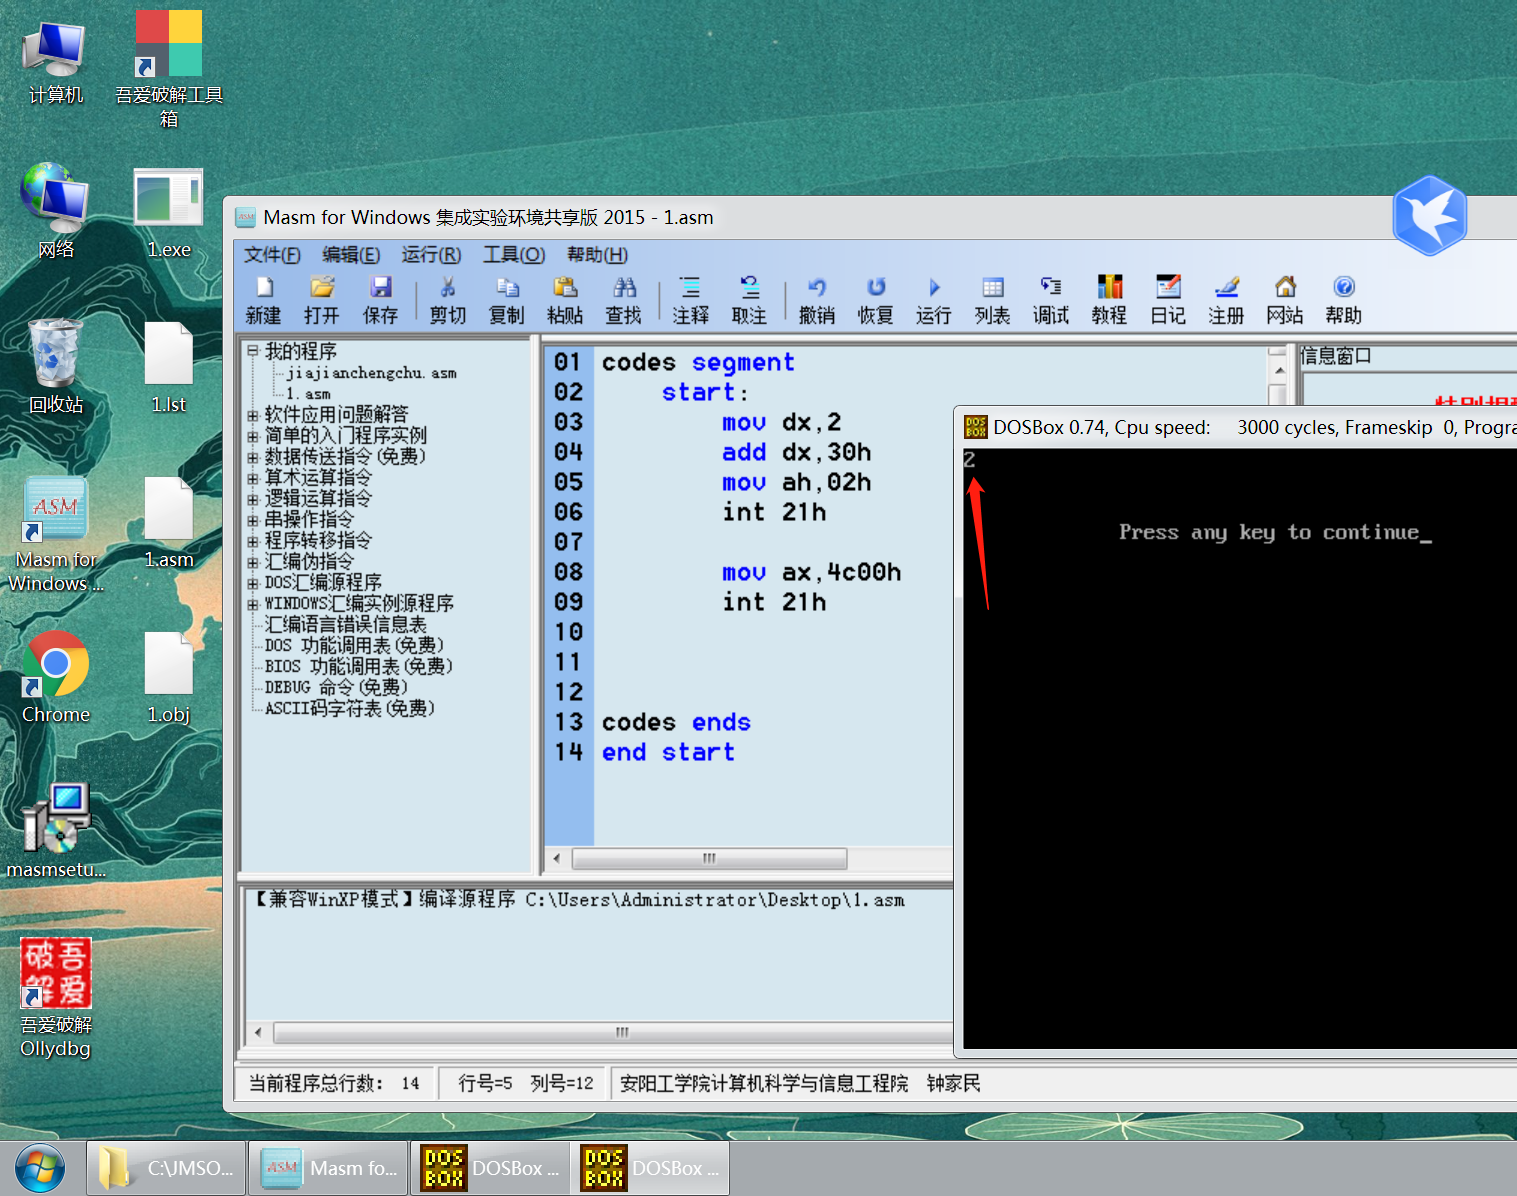 计算机
吾爱破解工具
箱
网络
1.exe
回收站
1.lst
ASM
Masm for
Windows ...
1.asm
Chrome
1.obj
masmsetu...
吾爱破解
吾爱破解
Ollydbg
Masm for Windows 集成实验环境共享版 2015 - 1.asm
文件(F) 编辑(E) 运行(R) 工具(O) 帮助(H)
新建 打开 保存 剪切 复制 粘贴 查找 注释 取注 撤销 恢复 运行 列表 调试 教程 日记 注册 网站 帮助
我的程序
jiajianchengchu.asm
1.asm
软件应用问题解答
简单的入门程序实例
数据传送指令(免费)
算术运算指令
逻辑运算指令
串操作指令
程序转移指令
汇编伪指令
DOS汇编源程序
WINDOWS汇编实例源程序
汇编语言错误信息表
DOS 功能调用表(免费)
BIOS 功能调用表(免费)
DEBUG 命令(免费)
ASCII码字符表(免费)
01 codes segment
02 start:
03 mov dx,2
04 add dx,30h
05 mov ah,02h
06 int 21h
07
08 mov ax,4c00h
09 int 21h
10
11
12
13 codes ends
14 end start
信息窗口
DOSBox 0.74, Cpu speed: 3000 cycles, Frameskip 0, Progra
2
Press any key to continue_
【兼容WinXP模式】编译源程序 C:\Users\Administrator\Desktop\1.asm
当前程序总行数: 14 行号=5 列号=12 安阳工学院计算机科学与信息工程院 钟家民
C:\JMSO... Masm fo... DOSBox ... DOSBox ...